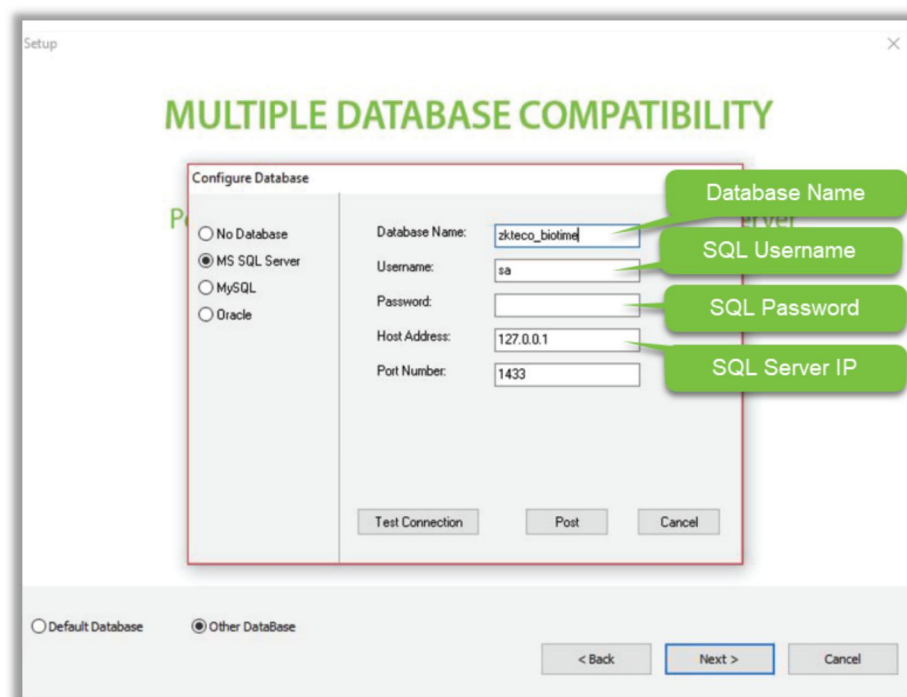 Setup
MULTIPLE DATABASE COMPATIBILITY
Configure Database
No Database
MS SQL Server
MySQL
Oracle
Database Name: zkteco_biotime
Username: sa
Password:
Host Address: 127.0.0.1
Port Number: 1433
Database Name
SQL Username
SQL Password
SQL Server IP
Test Connection Post Cancel
Default Database Other DataBase
< Back Next > Cancel